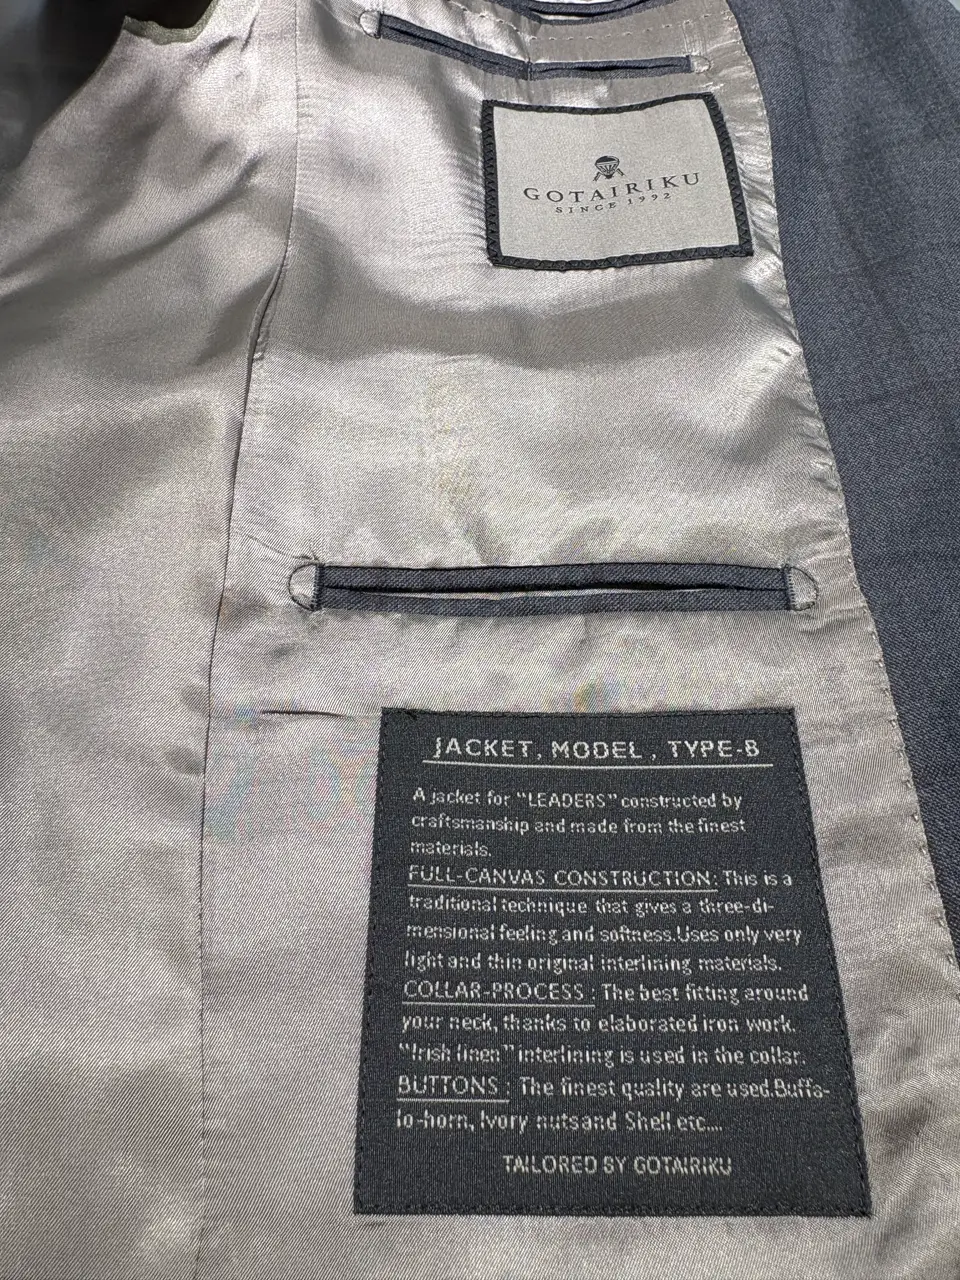 GOTAIRIKU
SINCE 1992
JACKET, MODEL, TYPE-B
A jacket for "LEADERS" constructed by
craftsmanship and made from the finest
materials.
FULL-CANVAS CONSTRUCTION: This is a
traditional technique that gives a three-di-
mensional feeling and softness.Uses only very
light and thin original interlining materials.
COLLAR-PROCESS : The best fitting around
your neck, thanks to elaborated iron work.
"Irish linen" interlining is used in the collar.
BUTTONS : The finest quality are used.Buffa-
lo-horn, Ivory nutsand Shell etc....
TAILORED BY GOTAIRIKU